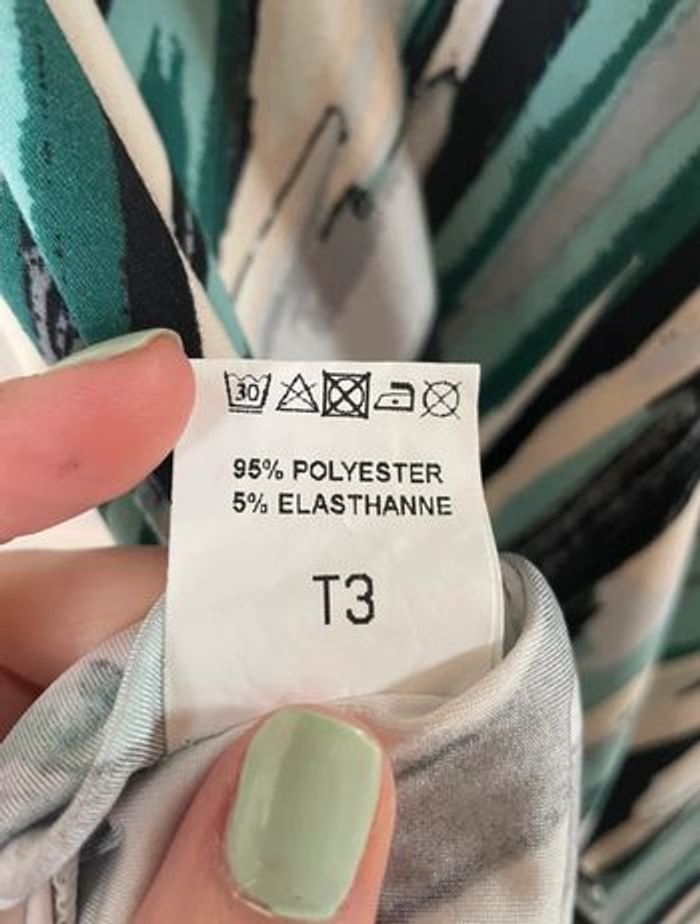 30
95% POLYESTER
5% ELASTHANNE
T3